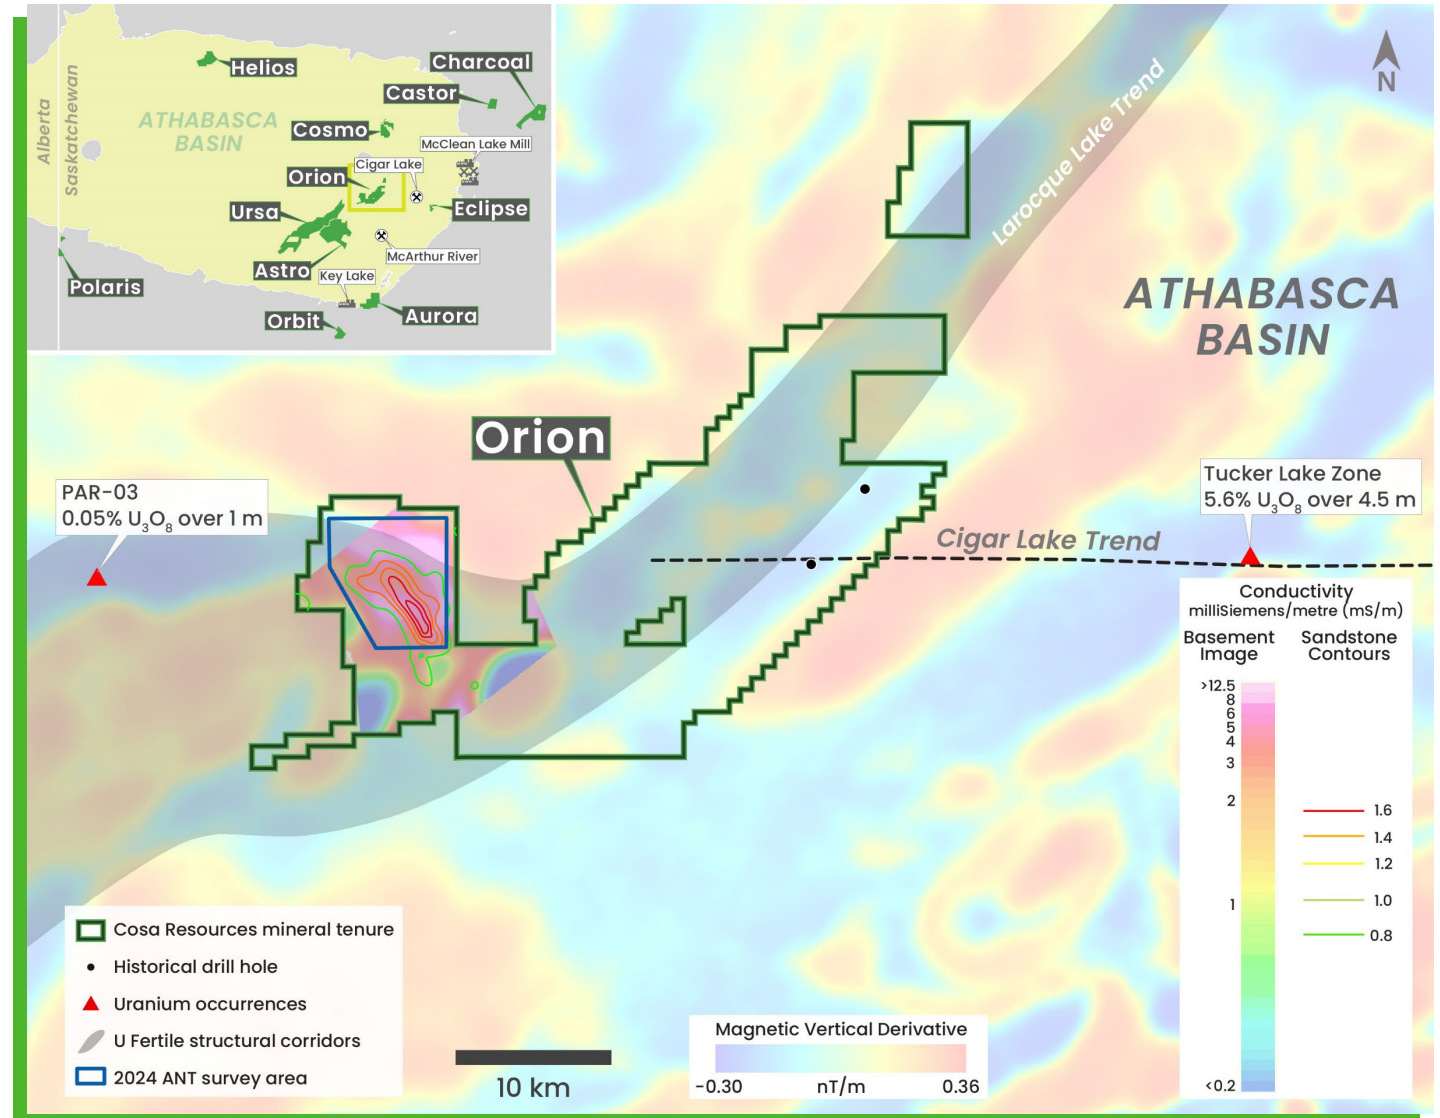 Alberta
Saskatchewan
Helios
Charcoal
Castor
ATHABASCA
BASIN
Cosmo
McClean Lake Mill
Cigar Lake
Orion
Ursa
Eclipse
McArthur River
Astro
Key Lake
Polaris
Aurora
Orbit
N
Larocque Lake Trend
ATHABASCA
BASIN
Orion
PAR-03
0.05% U₃O₈ over 1 m
Tucker Lake Zone
5.6% U₃O₈ over 4.5 m
Cigar Lake Trend
Conductivity
milliSiemens/metre (mS/m)
Basement
Image
Sandstone
Contours
>12.5
8
6
5
4
3
2
1
<0.2
1.6
1.4
1.2
1.0
0.8
Cosa Resources mineral tenure
Historical drill hole
Uranium occurrences
U Fertile structural corridors
2024 ANT survey area
10 km
Magnetic Vertical Derivative
-0.30 nT/m 0.36